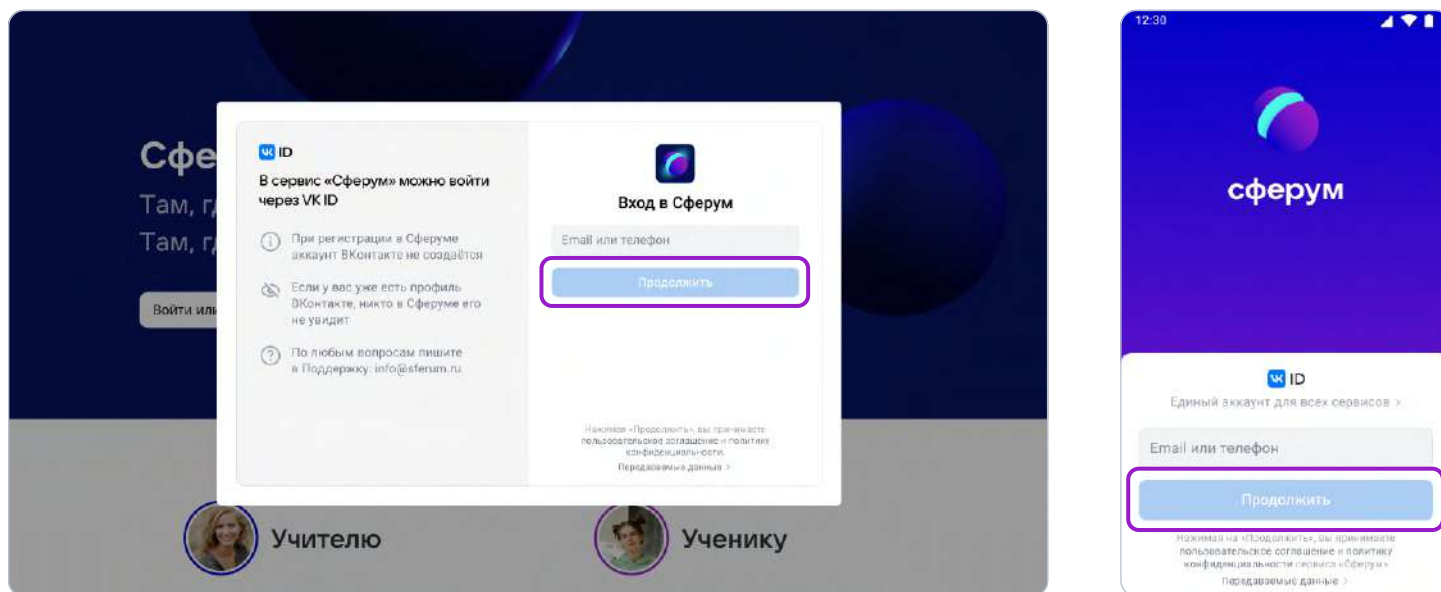 Сфе
Там, г
Там, г
Войти или
VK ID
В сервис «Сферум» можно войти
через VK ID
При регистрации в Сферуме
аккаунт ВКонтакте не создаётся
Если у вас уже есть профиль
ВКонтакте, никто в Сферуме его
не увидит
По любым вопросам пишите
в Поддержку: info@sferum.ru
Вход в Сферум
Email или телефон
Продолжить
Нажимая «Продолжить», вы принимаете
пользовательское соглашение и политику
конфиденциальности.
Передаваемые данные >
Учителю
Ученику
12:30
сферум
VK ID
Единый аккаунт для всех сервисов >
Email или телефон
Продолжить
Нажимая на «Продолжить», вы принимаете
пользовательское соглашение и политику
конфиденциальности сервиса «Сферум»
Передаваемые данные >